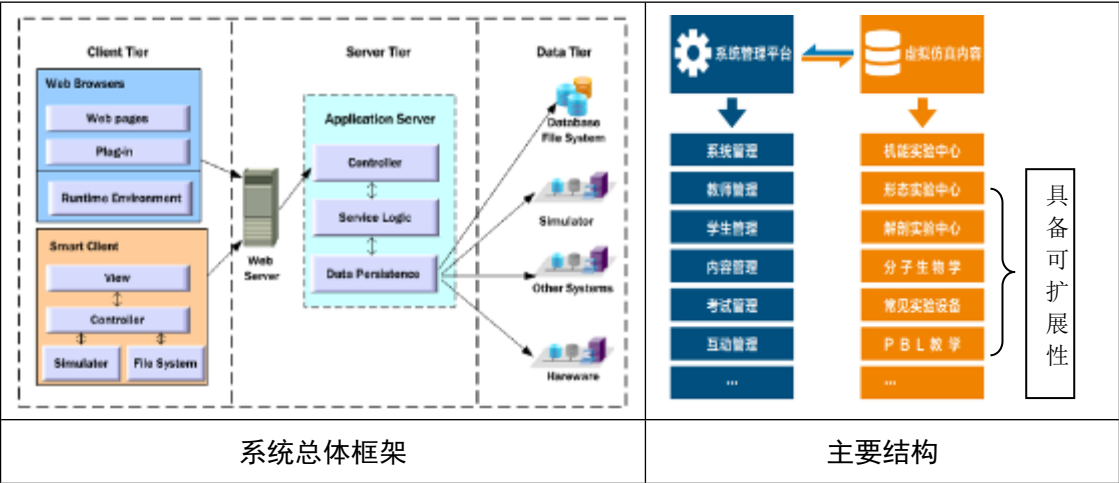 Client Tier
Server Tier
Data Tier
Web Browsers
Web pages
Plag-in
Runtime Environment
Smart Client
View
Controller
Simulator
File System
Web
Server
Application Server
Controller
Service Logic
Data Persistence
Database
File System
Simulator
Other Systems
Hareware
系统总体框架
系统管理平台
虚拟仿真内容
系统管理
教师管理
学生管理
内容管理
考试管理
互动管理
...
机能实验中心
形态实验中心
解剖实验中心
分子生物学
常见实验设备
PBL教学
...
具备可扩展性
主要结构